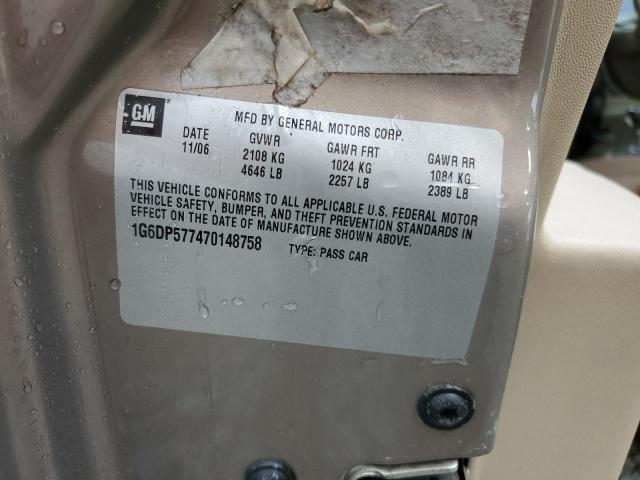 GM MFD BY GENERAL MOTORS CORP.
DATE GVWR GAWR FRT GAWR RR
11/06 2108 KG 1024 KG 1084 KG
4646 LB 2257 LB 2389 LB
THIS VEHICLE CONFORMS TO ALL APPLICABLE U.S. FEDERAL MOTOR
VEHICLE SAFETY, BUMPER, AND THEFT PREVENTION STANDARDS IN
EFFECT ON THE DATE OF MANUFACTURE SHOWN ABOVE.
1G6DP577470148758 TYPE: PASS CAR